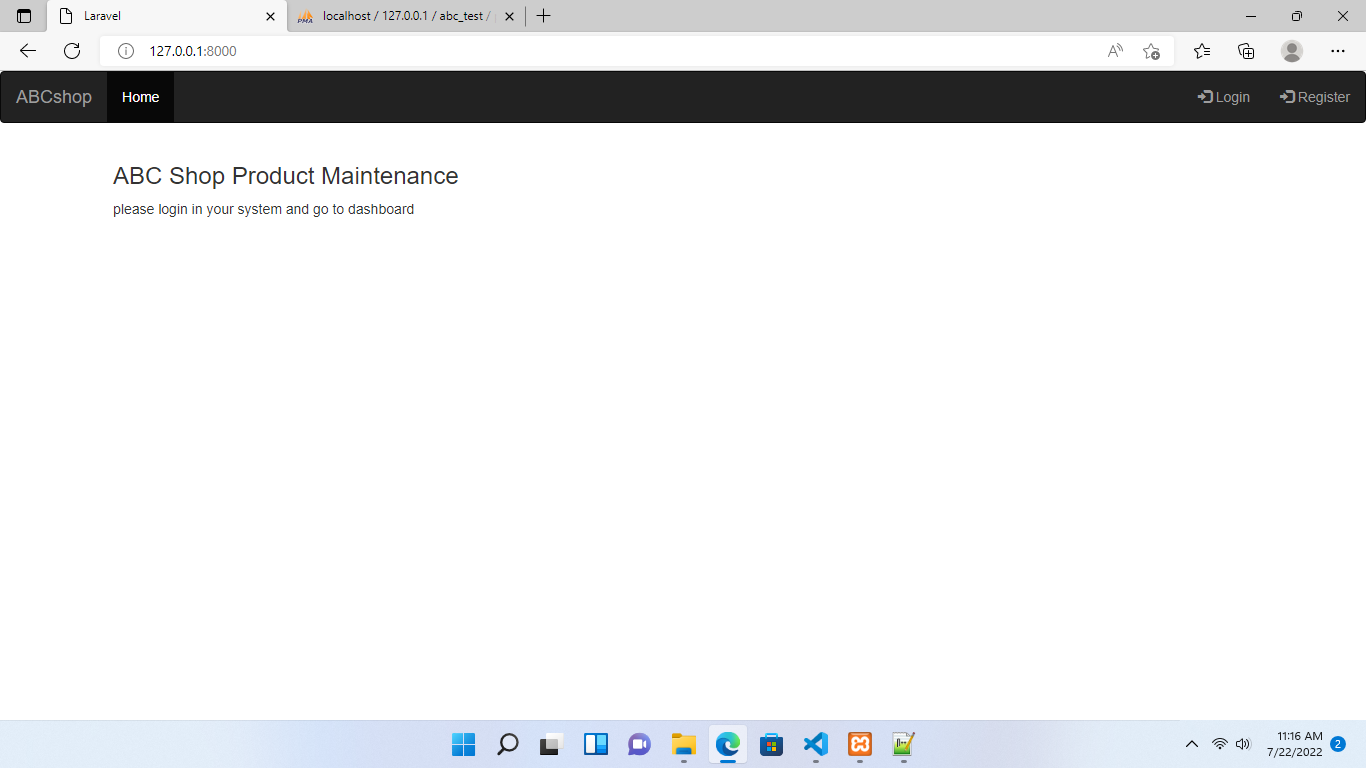 Laravel
localhost / 127.0.0.1 / abc_test /
127.0.0.1:8000
ABCshop
Home
Login
Register
ABC Shop Product Maintenance
please login in your system and go to dashboard
11:16 AM
7/22/2022
2